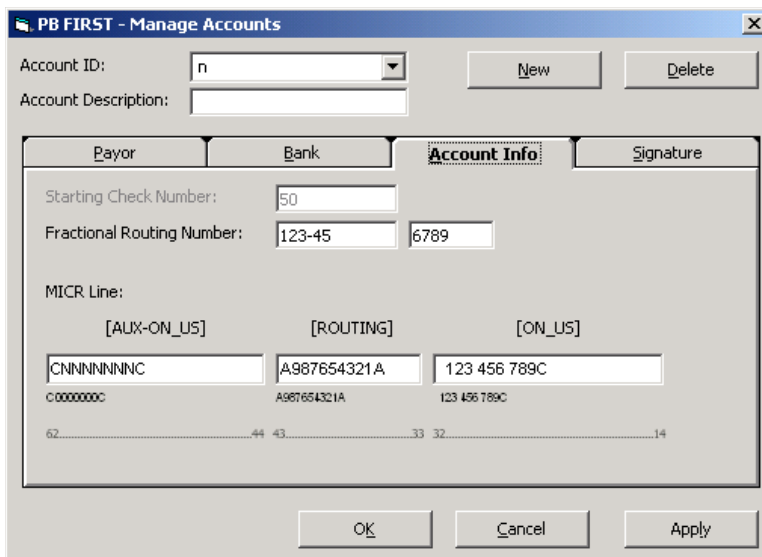 PB FIRST - Manage Accounts
Account ID: n New Delete
Account Description:
Payor Bank Account Info Signature
Starting Check Number: 50
Fractional Routing Number: 123-45 6789
MICR Line:
[AUX-ON_US] [ROUTING] [ON_US]
CNNNNNNNC A987654321A 123 456 789C
C0000000C A987654321A 123 456 789C
62...44 43...33 32...14
OK Cancel Apply